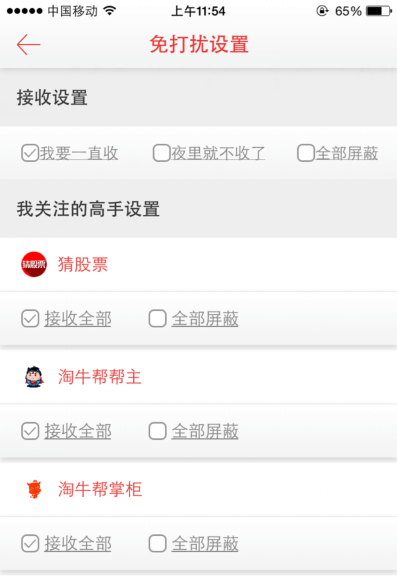 中国移动 上午11:54 65%
免打扰设置
接收设置
我要一直收 夜里就不收了 全部屏蔽
我关注的高手设置
猜股票 猜股票
接收全部 全部屏蔽
淘牛帮帮主
接收全部 全部屏蔽
淘牛帮掌柜
接收全部 全部屏蔽